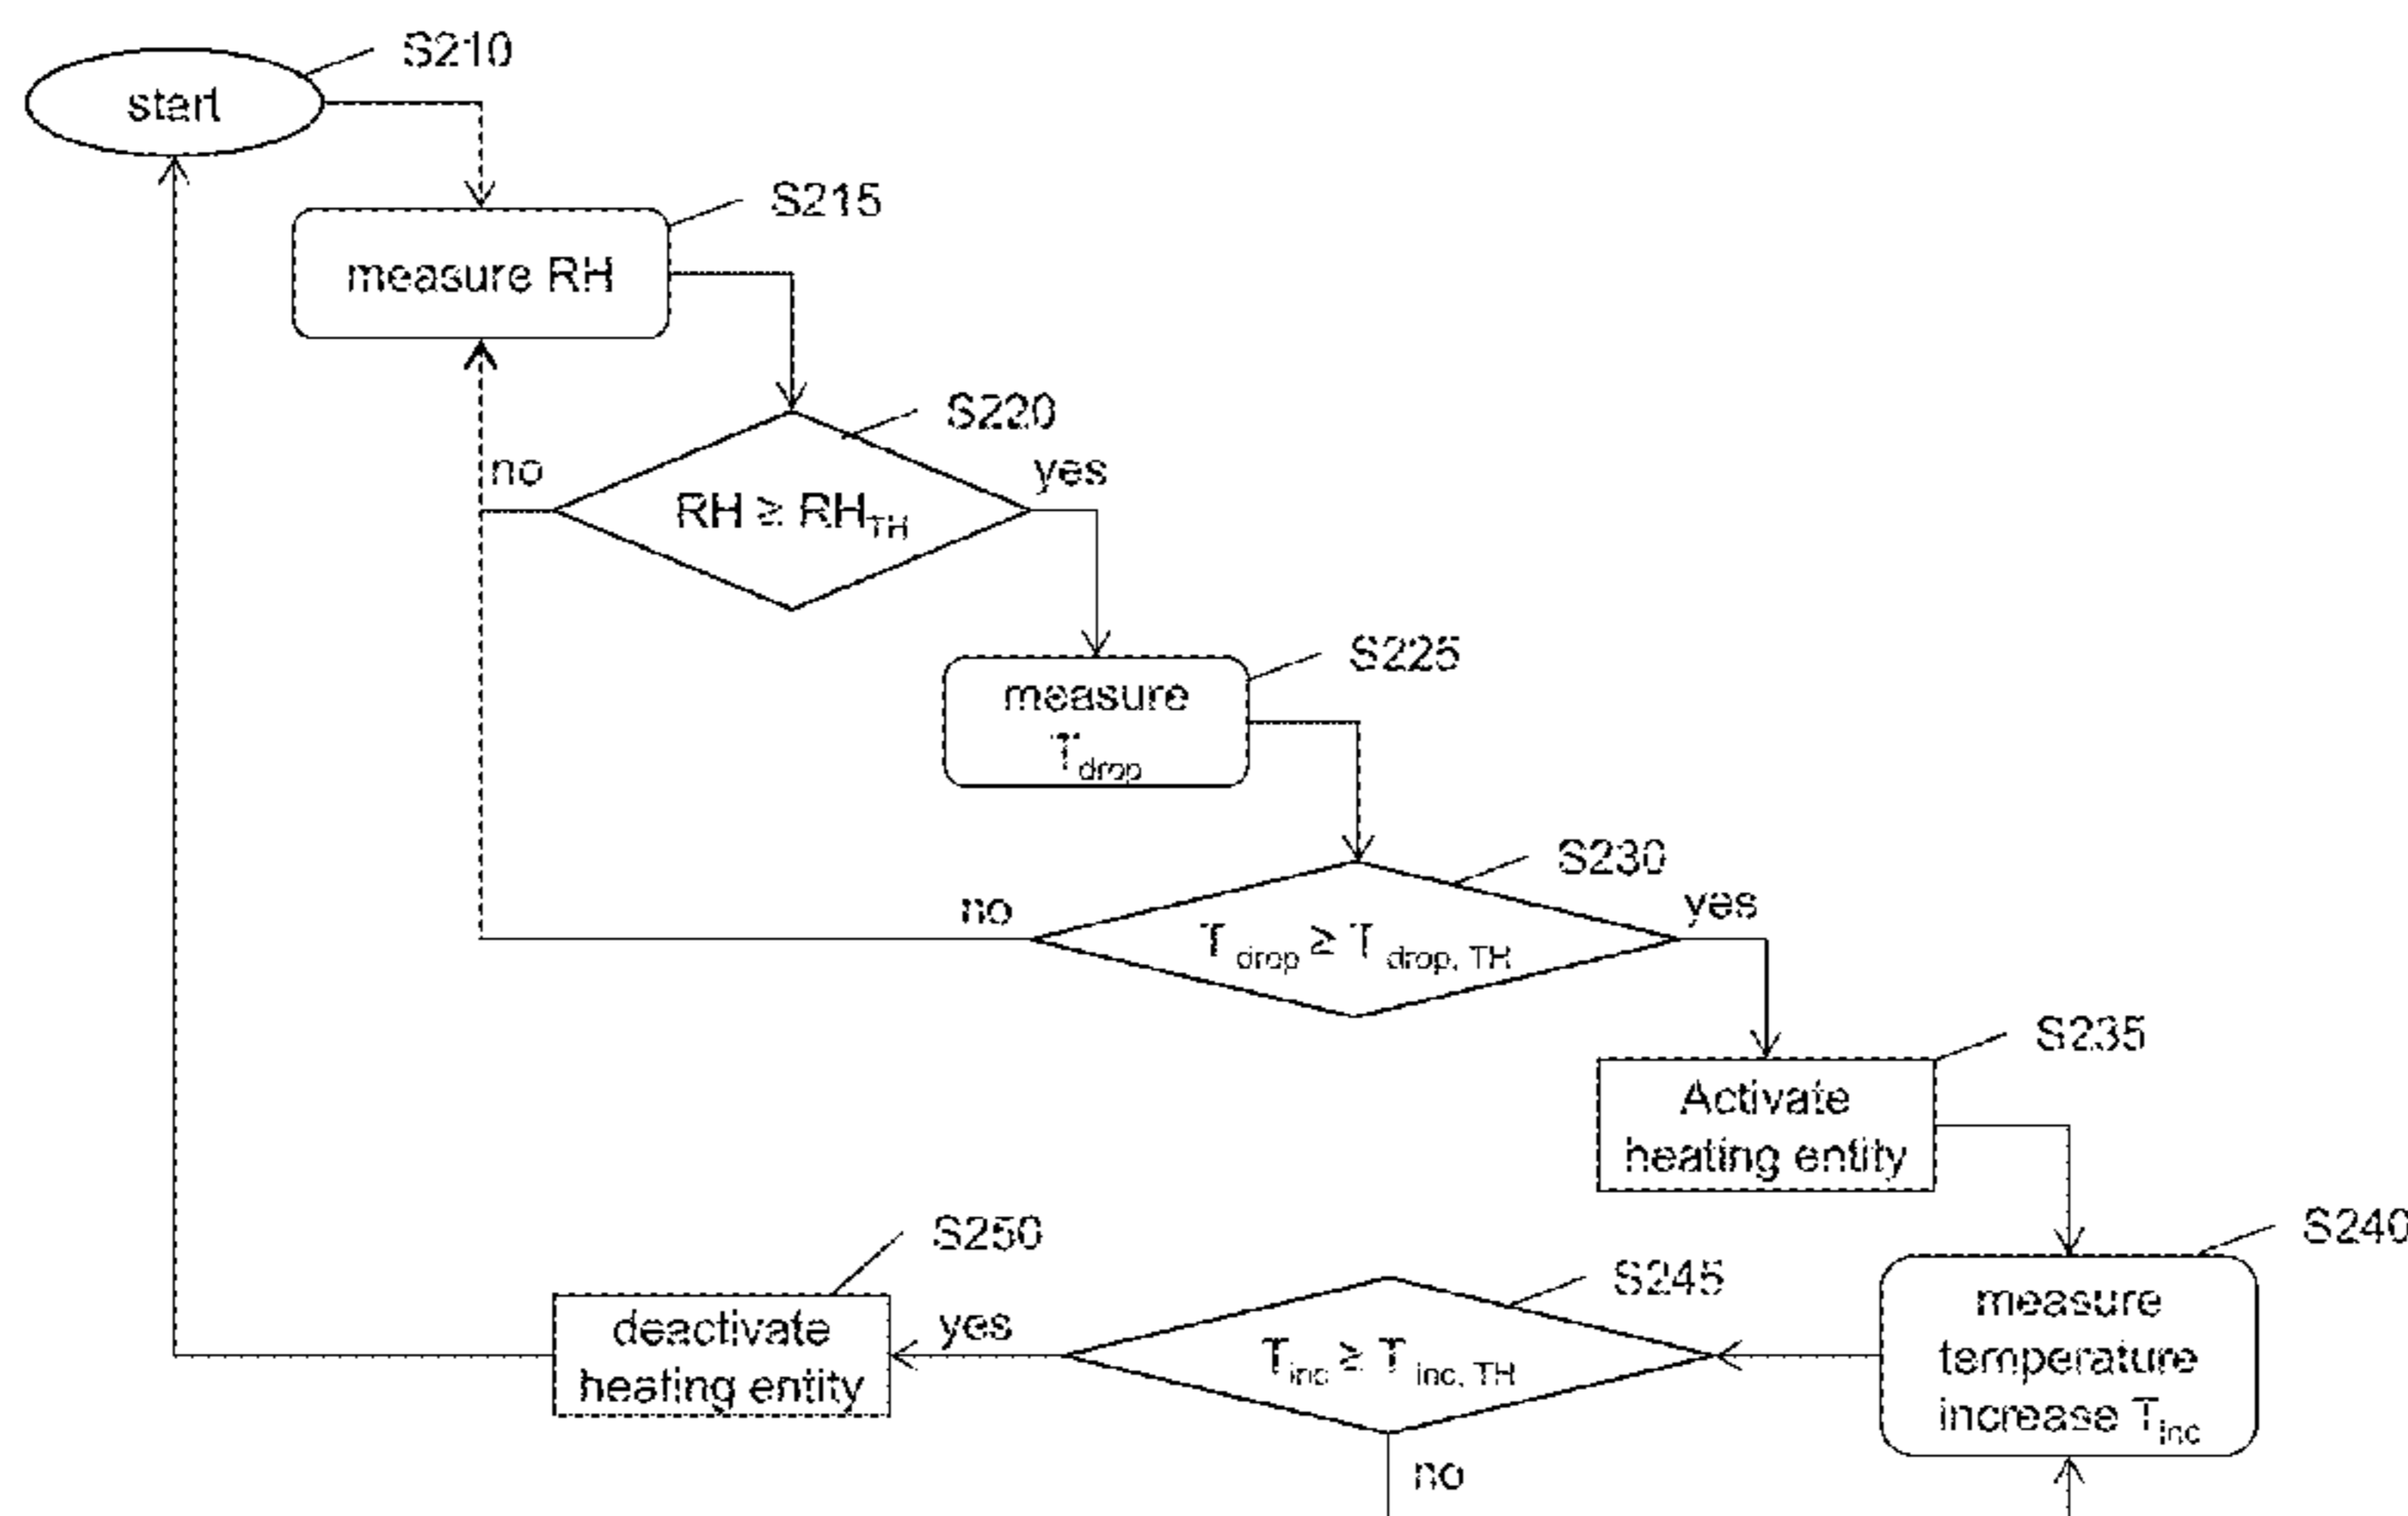 S210
start
S215
measure RH
S220
no
yes
RH ≥ RH_TH
S225
measure
T_drop
S230
no
yes
T_drop ≥ T_drop, TH
S235
Activate
heating entity
S240
measure
temperature
increase T_inc
S245
T_inc ≥ T_inc, TH
yes
no
S250
deactivate
heating entity